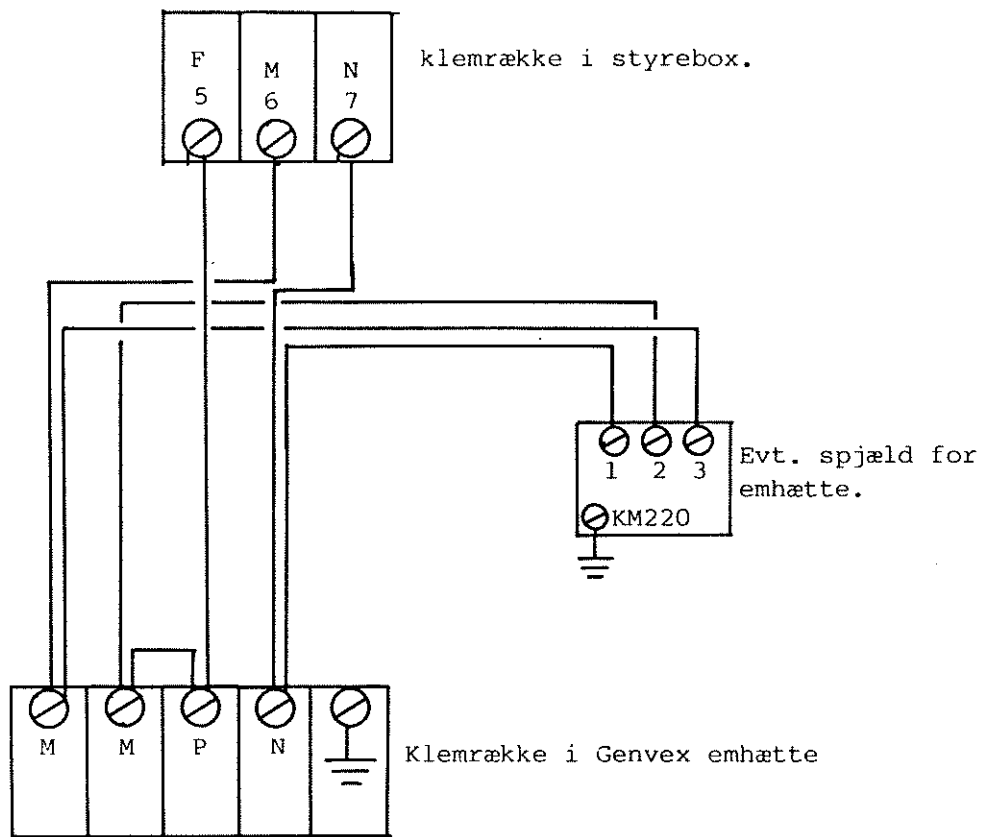 F M N
5 6 7
klemrække i styrebox.
1 2 3
KM220
Evt. spjæld for
emhætte.
M M P N
Klemrække i Genvex emhætte